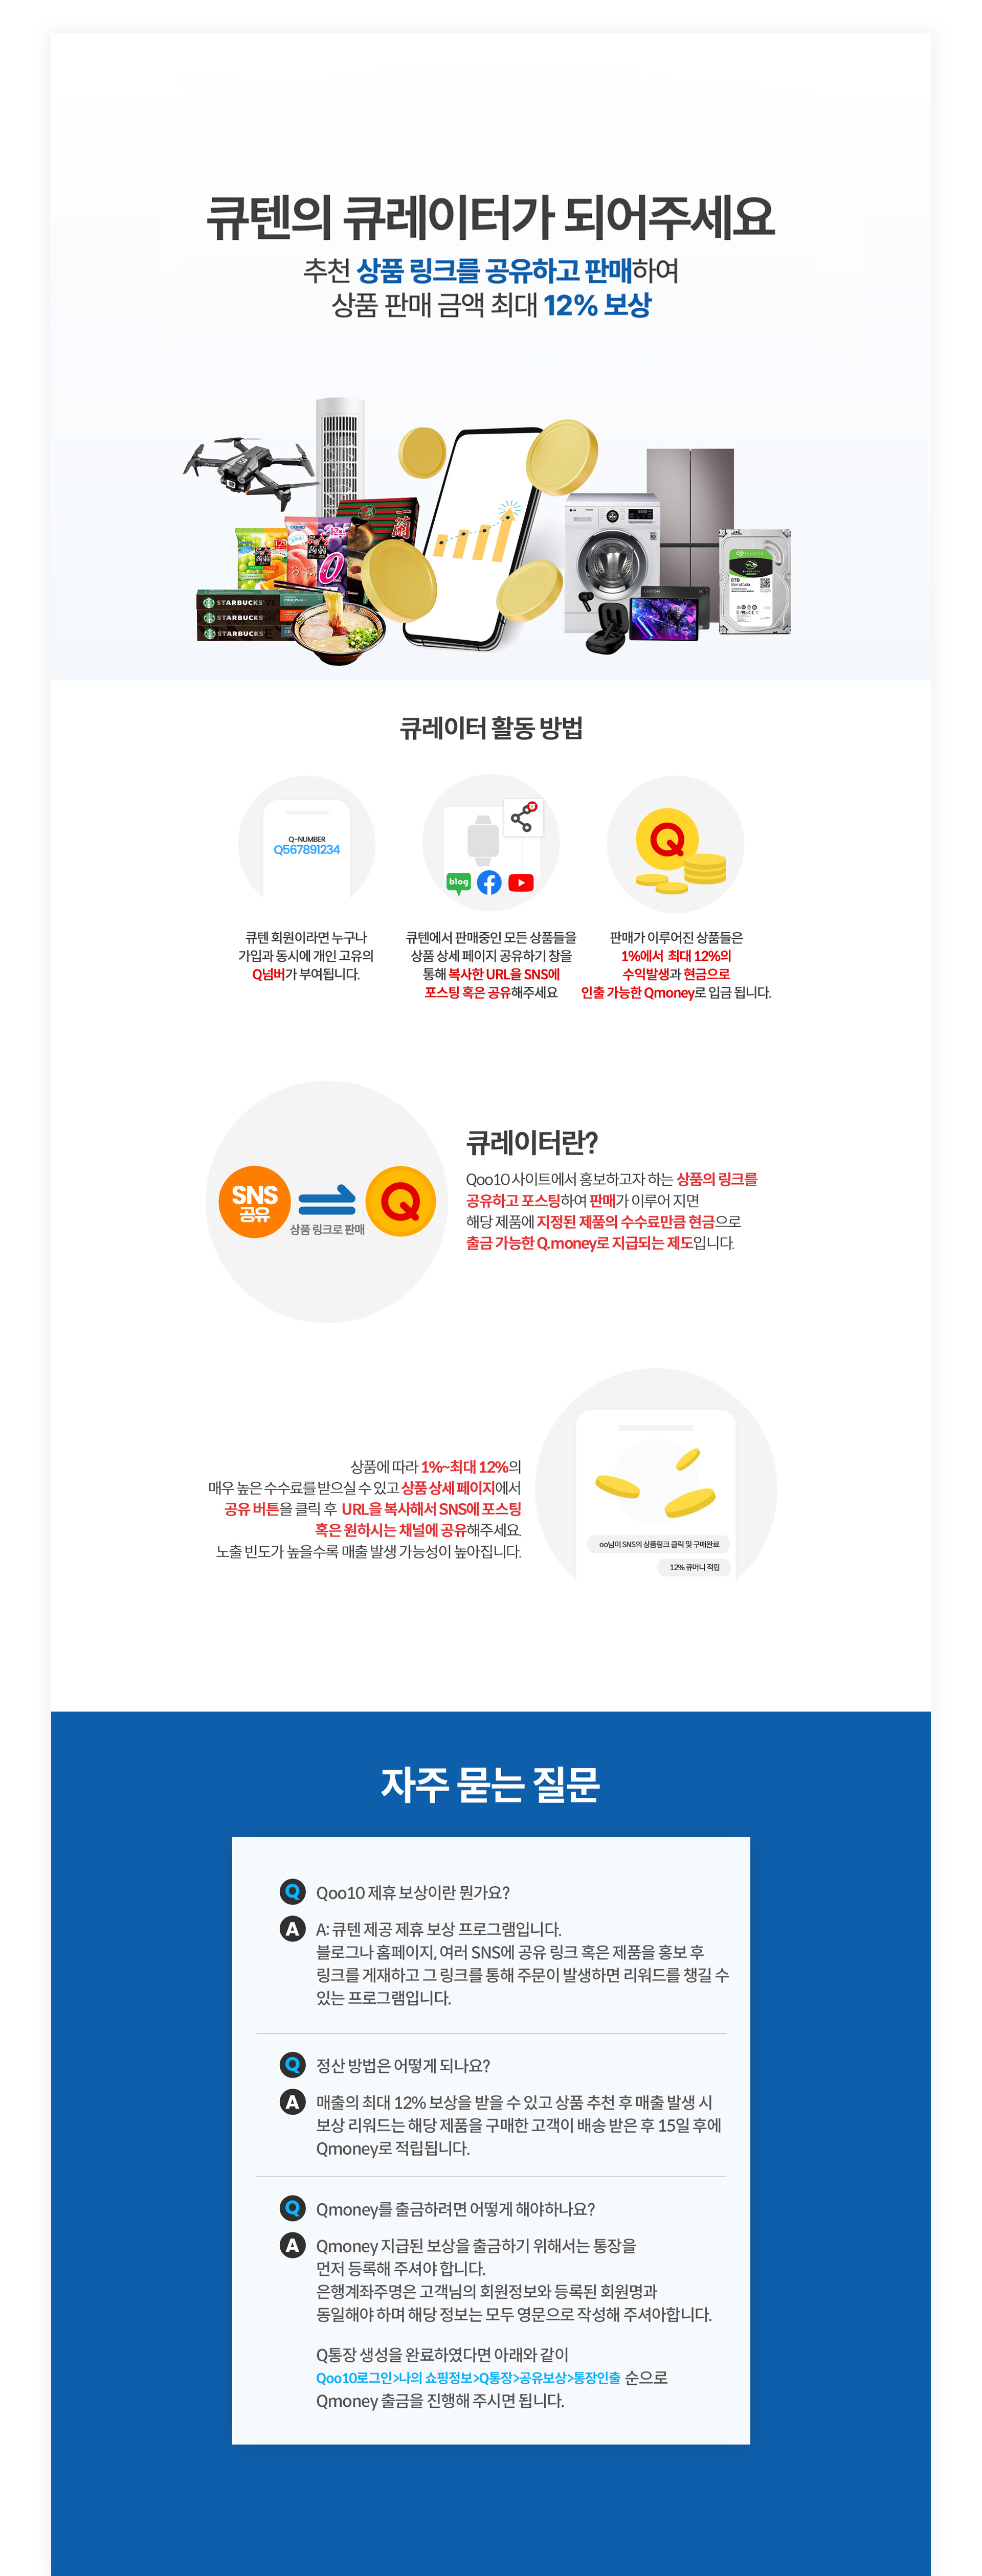 큐텐의 큐레이터가 되어주세요
추천 상품 링크를 공유하고 판매하여
상품 판매 금액 최대 12% 보상
一蘭
12
0
蒟蒻
STARBUCKS
STARBUCKS
STARBUCKS
LG
LEGION
8TB
BarraCuda
큐레이터 활동 방법
Q-NUMBER
Q567891234
blog
Q
큐텐 회원이라면 누구나
가입과 동시에 개인 고유의
Q넘버가 부여됩니다.
큐텐에서 판매중인 모든 상품들을
상품 상세 페이지 공유하기 창을
통해 복사한 URL을 SNS에
포스팅 혹은 공유해주세요
판매가 이루어진 상품들은
1%에서 최대 12%의
수익발생과 현금으로
인출 가능한 Qmoney로 입금 됩니다.
SNS
공유
상품 링크로 판매
Q
큐레이터란?
Qoo10 사이트에서 홍보하고자 하는 상품의 링크를
공유하고 포스팅하여 판매가 이루어 지면
해당 제품에 지정된 제품의 수수료만큼 현금으로
출금 가능한 Q.money로 지급되는 제도입니다.
상품에 따라 1%~최대 12%의
매우 높은 수수료를 받으실 수 있고 상품 상세 페이지에서
공유 버튼을 클릭 후 URL을 복사해서 SNS에 포스팅
혹은 원하시는 채널에 공유해주세요.
노출 빈도가 높을수록 매출 발생 가능성이 높아집니다.
oo님이 SNS의 상품링크 클릭 및 구매완료
12% 큐머니 적립
자주 묻는 질문
Q Qoo10 제휴 보상이란 뭔가요?
A A: 큐텐 제공 제휴 보상 프로그램입니다.
블로그나 홈페이지, 여러 SNS에 공유 링크 혹은 제품을 홍보 후
링크를 게재하고 그 링크를 통해 주문이 발생하면 리워드를 챙길 수
있는 프로그램입니다.
Q 정산 방법은 어떻게 되나요?
A 매출의 최대 12% 보상을 받을 수 있고 상품 추천 후 매출 발생 시
보상 리워드는 해당 제품을 구매한 고객이 배송 받은 후 15일 후에
Qmoney로 적립됩니다.
Q Qmoney를 출금하려면 어떻게 해야하나요?
A Qmoney 지급된 보상을 출금하기 위해서는 통장을
먼저 등록해 주셔야 합니다.
은행계좌주명은 고객님의 회원정보와 등록된 회원명과
동일해야 하며 해당 정보는 모두 영문으로 작성해 주셔아합니다.
Q통장 생성을 완료하였다면 아래와 같이
Qoo10로그인>나의 쇼핑정보>Q통장>공유보상>통장인출 순으로
Qmoney 출금을 진행해 주시면 됩니다.